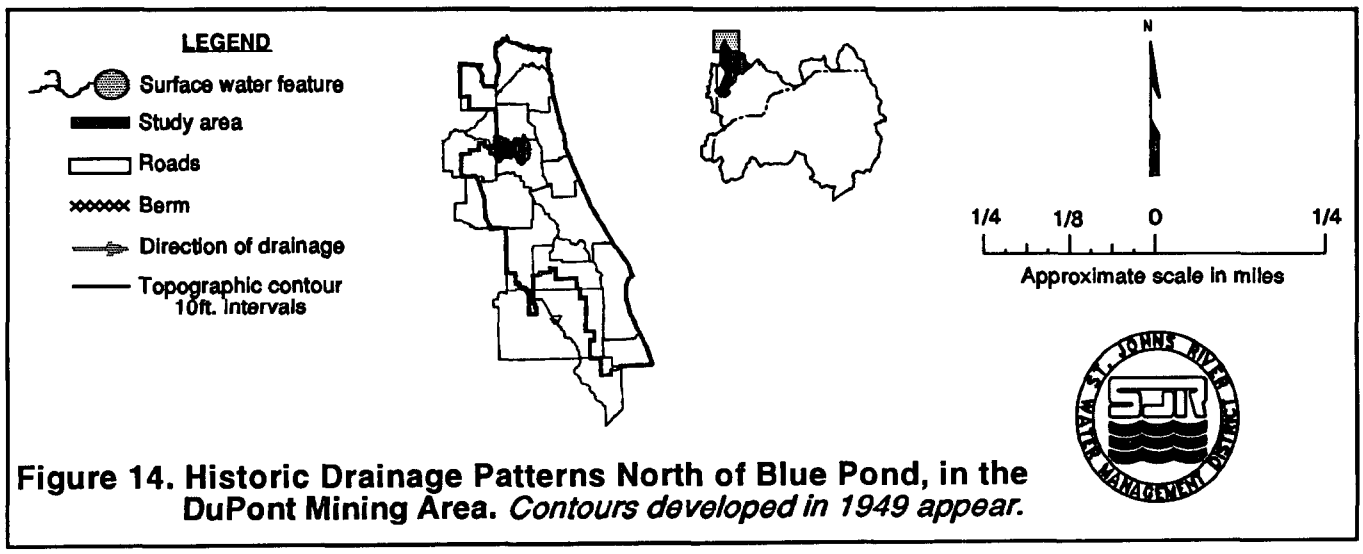 LEGEND
Surface water feature
Study area
Roads
Berm
Direction of drainage
Topographic contour
10ft. intervals
N
1/4 1/8 0 1/4
Approximate scale in miles
ST. JOHNS RIVER
WATER MANAGEMENT DISTRICT
SJR
Figure 14. Historic Drainage Patterns North of Blue Pond, in the
DuPont Mining Area. Contours developed in 1949 appear.